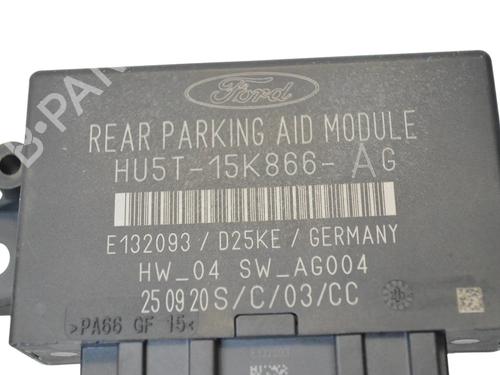 Ford
REAR PARKING AID MODULE
HU5T-15K866-AG
E132093 / D25KE / GERMANY
HW_04 SW_AG004
250920S/C/03/CC
>PA66 GF 15<